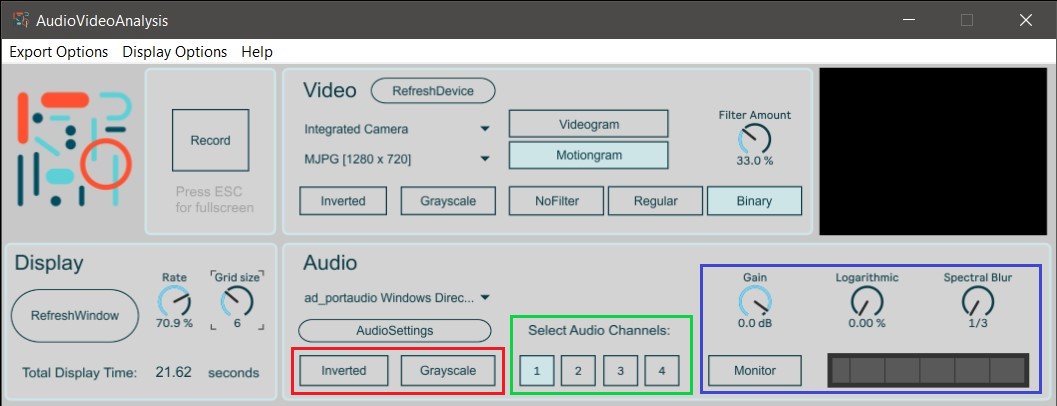 AudioVideoAnalysis
Export Options Display Options Help
Record
Press ESC
for fullscreen
Video RefreshDevice
Integrated Camera
MJPG [1280 x 720]
Videogram
Motiongram
Filter Amount
33.0 %
Inverted Grayscale NoFilter Regular Binary
Display
Rate Grid size
RefreshWindow
70.9 % 6
Total Display Time: 21.62 seconds
Audio
ad_portaudio Windows Direc...
AudioSettings
Inverted Grayscale
Select Audio Channels:
1 2 3 4
Gain Logarithmic Spectral Blur
0.0 dB 0.00 % 1/3
Monitor